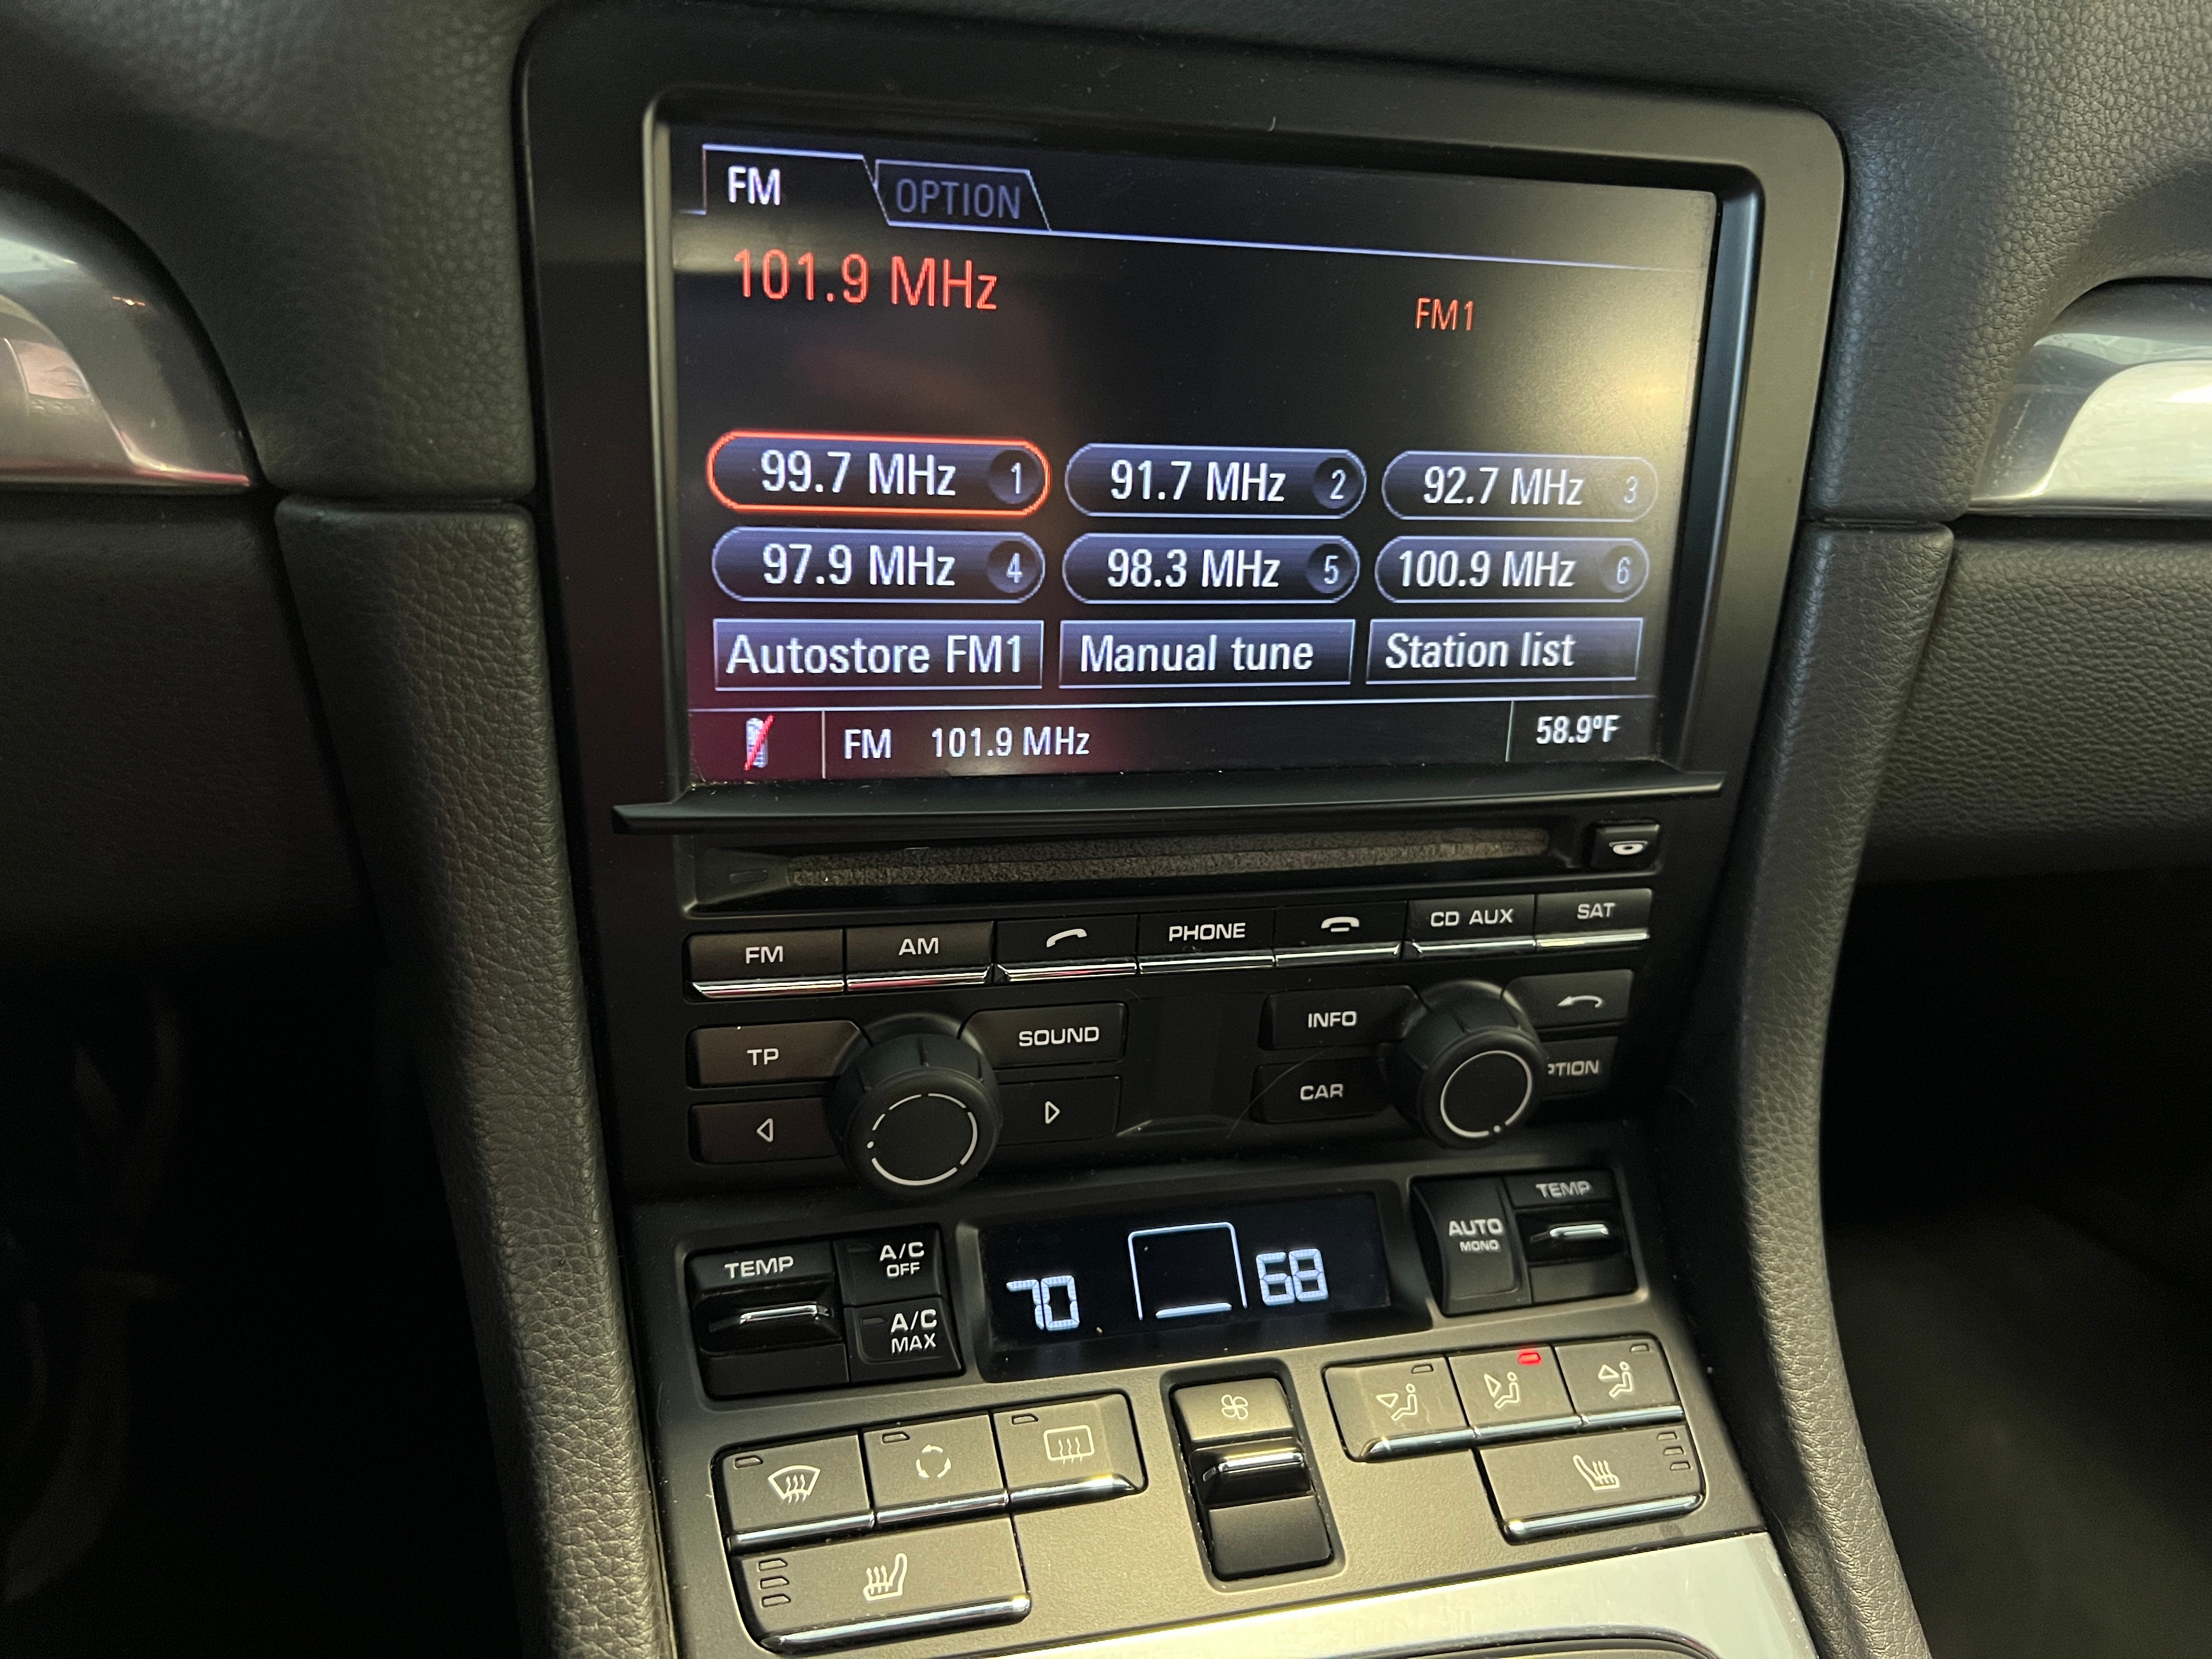 FM OPTION
101.9 MHz FM1
99.7 MHz 1 91.7 MHz 2 92.7 MHz 3
97.9 MHz 4 98.3 MHz 5 100.9 MHz 6
Autostore FM1 Manual tune Station list
FM 101.9 MHz 58.9ºF
FM AM PHONE CD AUX SAT
TP SOUND INFO
CAR PTION
TEMP A/C OFF 70 68 AUTO MONO TEMP
A/C MAX